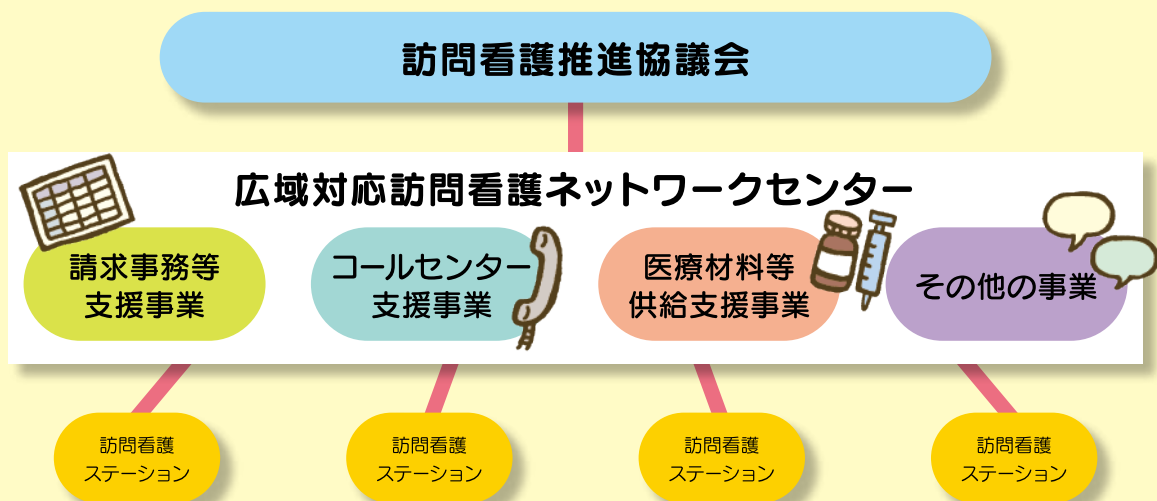 訪問看護推進協議会
広域対応訪問看護ネットワークセンター
請求事務等
支援事業
コールセンター
支援事業
医療材料等
供給支援事業
その他の事業
訪問看護
ステーション
訪問看護
ステーション
訪問看護
ステーション
訪問看護
ステーション